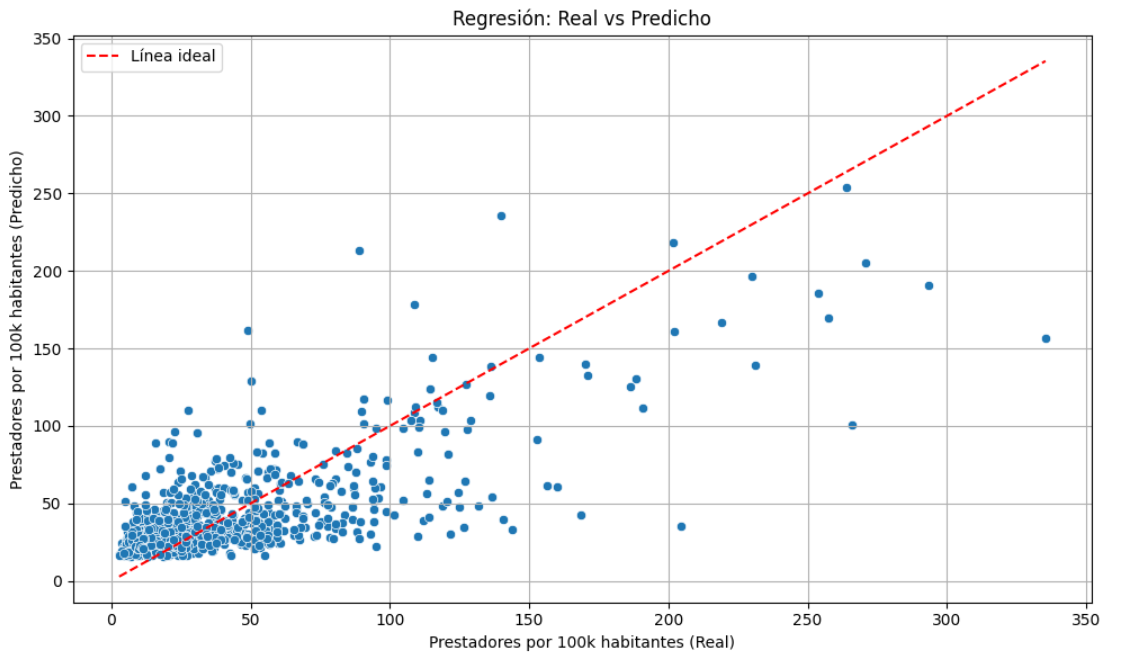 Regresión: Real vs Predicho
Línea ideal
Prestadores por 100k habitantes (Predicho)
350
300
250
200
150
100
50
0
0 50 100 150 200 250 300 350
Prestadores por 100k habitantes (Real)